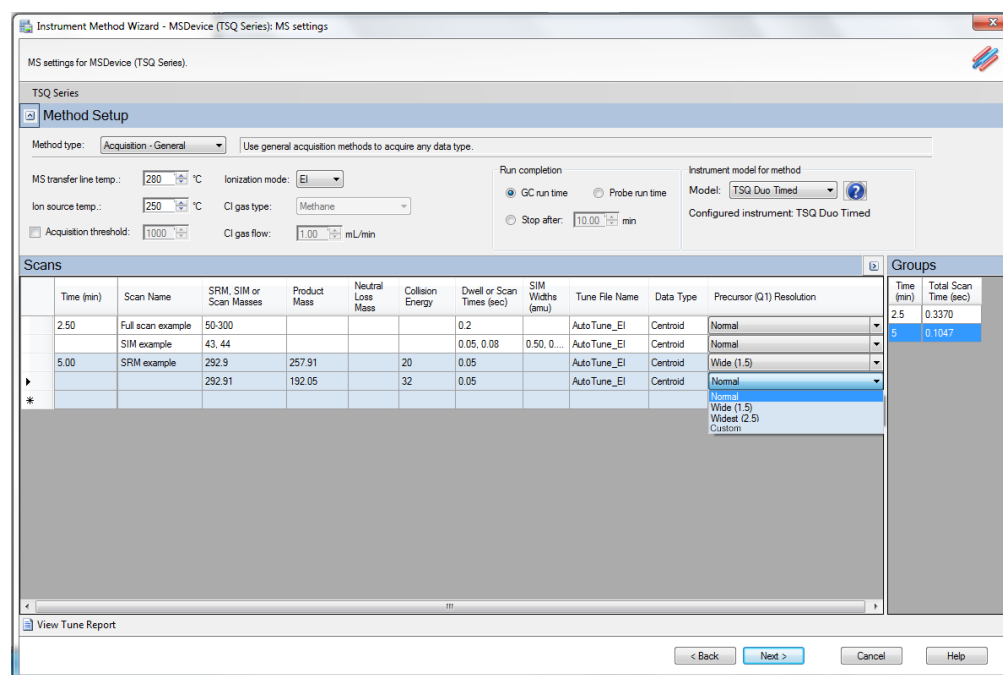 Instrument Method Wizard - MSDevice (TSQ Series): MS settings
MS settings for MSDevice (TSQ Series).
TSQ Series
Method Setup
Method type: Acquisition - General Use general acquisition methods to acquire any data type.
MS transfer line temp.: 280 °C Ionization mode: EI
Ion source temp.: 250 °C CI gas type: Methane
Acquisition threshold: 1000 CI gas flow: 1.00 mL/min
Run completion
GC run time Probe run time
Stop after: 10.00 min
Instrument model for method
Model: TSQ Duo Timed ?
Configured instrument: TSQ Duo Timed
Scans
Time (min) Scan Name SRM, SIM or Scan Masses Product Mass Neutral Loss Mass Collision Energy Dwell or Scan Times (sec) SIM Widths (amu) Tune File Name Data Type Precursor (Q1) Resolution
2.50 Full scan example 50-300 0.2 AutoTune_EI Centroid Normal
SIM example 43, 44 0.05, 0.08 0.50, 0.... AutoTune_EI Centroid Normal
5.00 SRM example 292.9 257.91 20 0.05 AutoTune_EI Centroid Wide (1.5)
292.91 192.05 32 0.05 AutoTune_EI Centroid Normal
Normal
Wide (1.5)
Widest (2.5)
Custom
Groups
Time (min) Total Scan Time (sec)
2.5 0.3370
5 0.1047
View Tune Report
< Back Next > Cancel Help